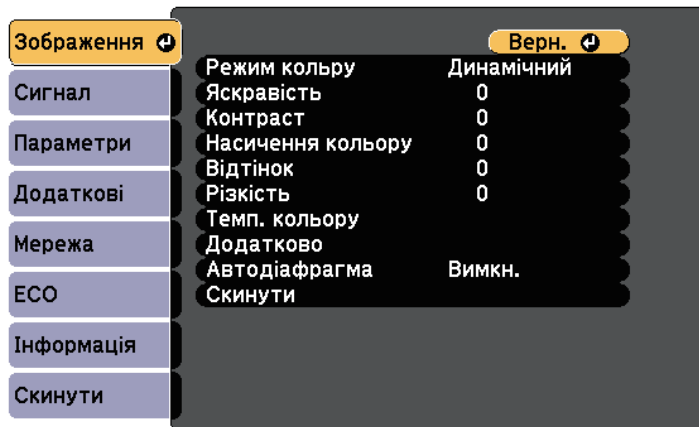 Зображення
Сигнал
Параметри
Додаткові
Мережа
ECO
Інформація
Скинути
Верн.
Режим кольру Динамічний
Яскравість 0
Контраст 0
Насичення кольору 0
Відтінок 0
Різкість 0
Темп. кольору
Додатково
Автодіафрагма Вимкн.
Скинути